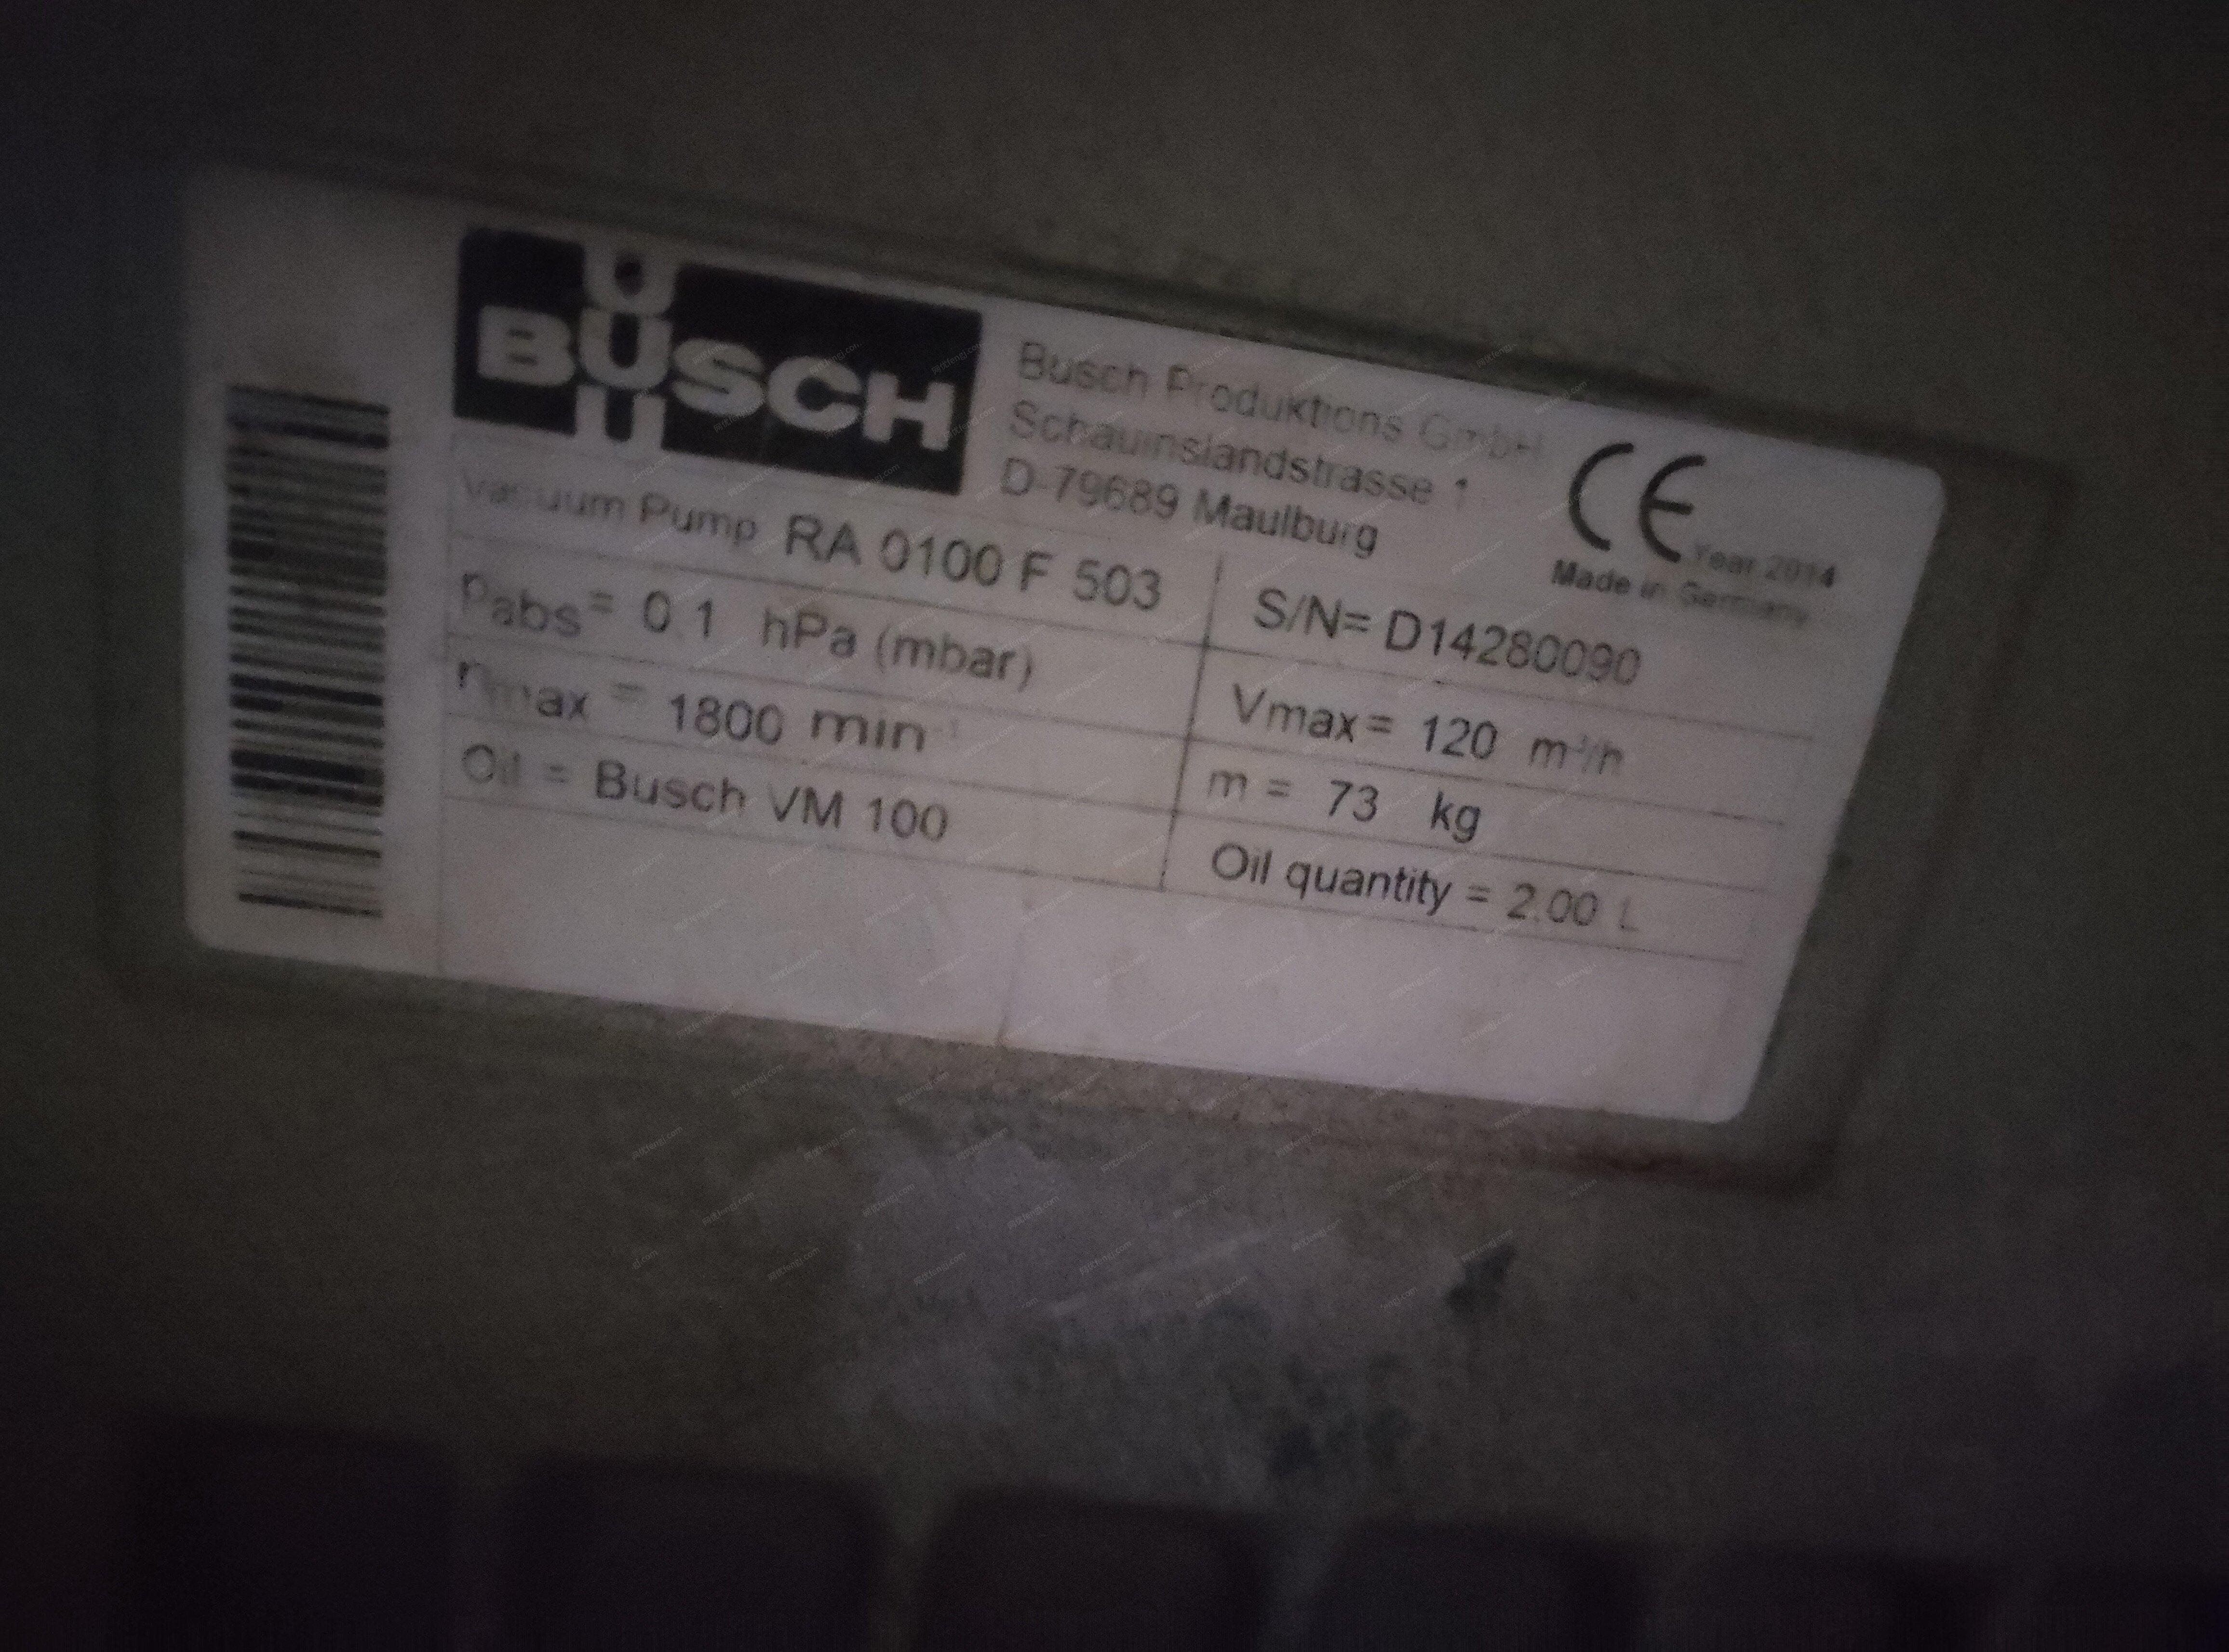 BUSCH
Busch Produktions GmbH
Schauinslandstrasse 1
D-79689 Maulburg
CE Year 2014
Made in Germany
Vacuum Pump RA 0100 F 503
S/N= D14280090
Pabs= 0.1 hPa (mbar)
Vmax= 120 m³/h
nmax = 1800 min⁻¹
m = 73 kg
Oil = Busch VM 100
Oil quantity = 2.00 L